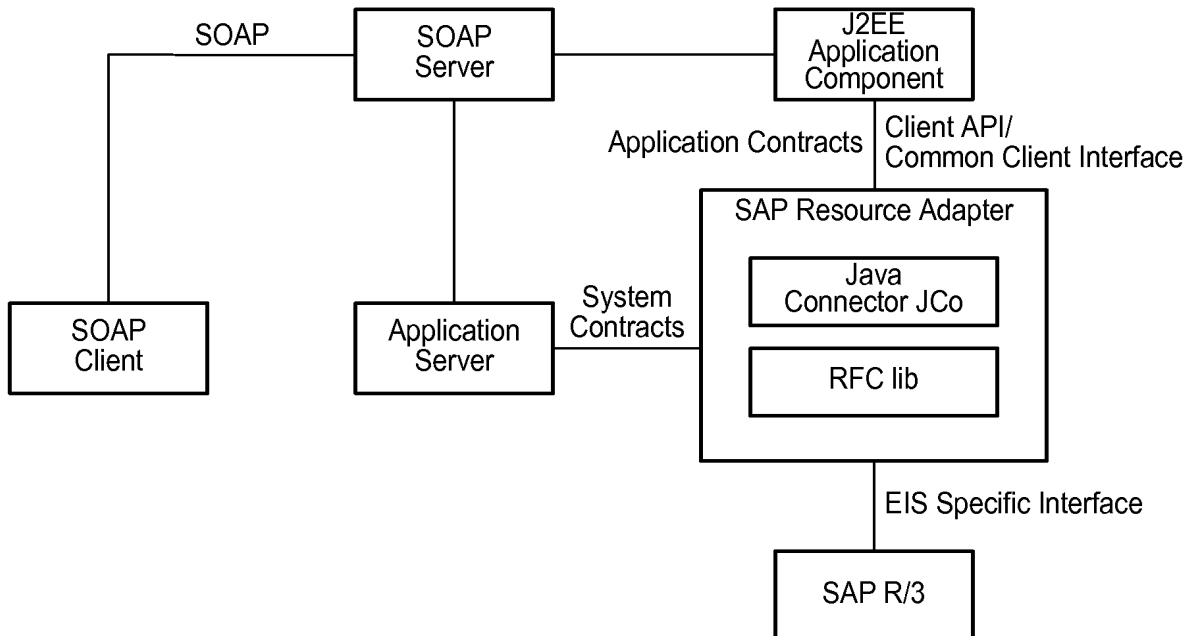 SOAP
SOAP
Server
J2EE
Application
Component
Application Contracts
Client API/
Common Client Interface
SAP Resource Adapter
Java
Connector JCo
RFC lib
SOAP
Client
Application
Server
System
Contracts
EIS Specific Interface
SAP R/3